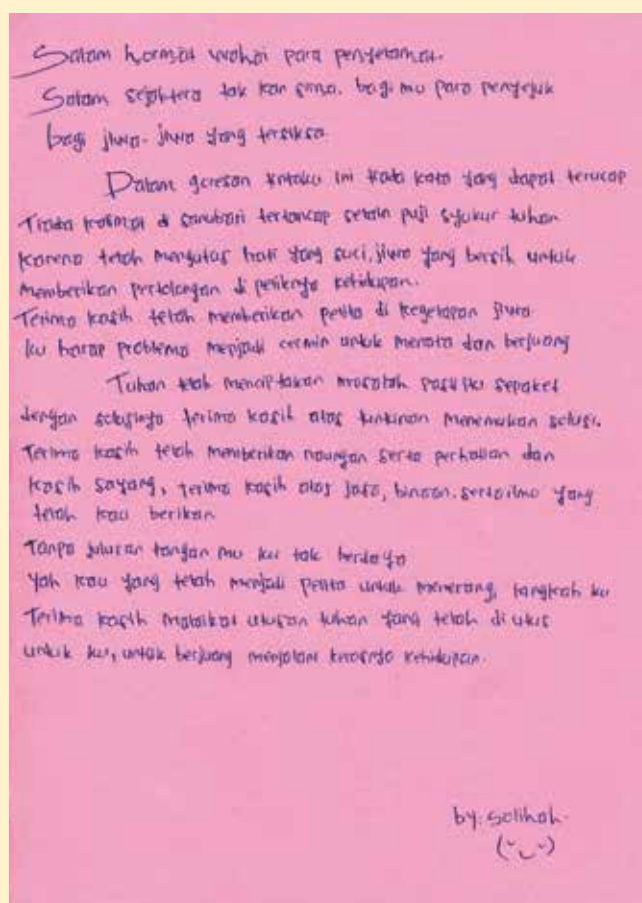 Salam hormat wahai para penyelamat.
Salam sejahtera tak kan sirna. bagi mu para penyejuk
bagi jiwa-jiwa yang tersiksa.
Dalam goresan tintaku ini kata kata yang dapat terucap
Tiada kalimat di sanubari tertancap selain puji syukur tuhan
karena telah mengutus hati yang suci, jiwa yang bersih untuk
memberikan pertolongan di peliknya kehidupan.
Terima kasih telah memberikan pelita di kegelapan jiwa.
ku harap problema menjadi cermin untuk menata dan berjuang
Tuhan telah menciptakan masalah pasti sepaket
dengan solusinya terima kasih atas menemukan solusi.
Terima kasih telah memberikan naungan serta perhatian dan
kasih sayang, terima kasih atas jasa, binaan. serta ilmu yang
telah kau berikan
Tanpa uluran tangan mu ku tak berdaya
Yah kau yang telah menjadi pelita untuk menerang, langkah ku
Terima kasih malaikat utusan tuhan yang telah di utus
untuk ku, untuk berjuang menjalani kerasnya kehidupan.
by: solihah.
(˘⌣˘)